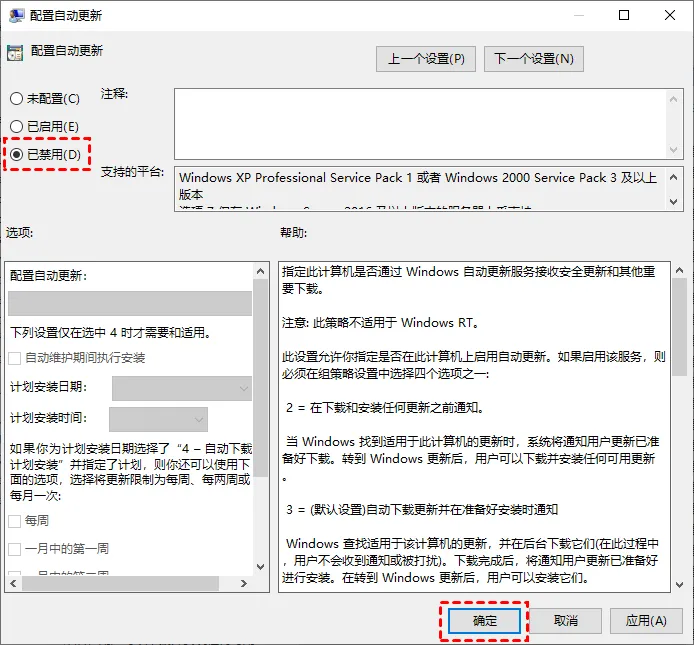 配置自动更新
配置自动更新
上一个设置(P)
下一个设置(N)
未配置(C)
注释:
已启用(E)
已禁用(D)
支持的平台:
Windows XP Professional Service Pack 1 或者 Windows 2000 Service Pack 3 及以上
版本
选项:
帮助:
配置自动更新:
下列设置仅在选中 4 时才需要和适用。
自动维护期间执行安装
计划安装日期:
计划安装时间:
如果你为计划安装日期选择了“4 – 自动下载
计划安装”并指定了计划，则你还可以使用下
面的选项，选择将更新限制为每周、每两周或
每月一次:
每周
一月中的第一周
指定此计算机是否通过 Windows 自动更新服务接收安全更新和其他重
要下载。
注意: 此策略不适用于 Windows RT。
此设置允许你指定是否在此计算机上启用自动更新。如果启用该服务，则
必须在组策略设置中选择四个选项之一:
2 = 在下载和安装任何更新之前通知。
当 Windows 找到适用于此计算机的更新时，系统将通知用户更新已准
备好下载。转到 Windows 更新后，用户可以下载并安装任何可用更新
。
3 = (默认设置)自动下载更新并在准备好安装时通知
Windows 查找适用于该计算机的更新，并在后台下载它们(在此过程中
，用户不会收到通知或被打扰)。下载完成后，将通知用户更新已准备好
进行安装。在转到 Windows 更新后，用户可以安装它们。
确定
取消
应用(A)